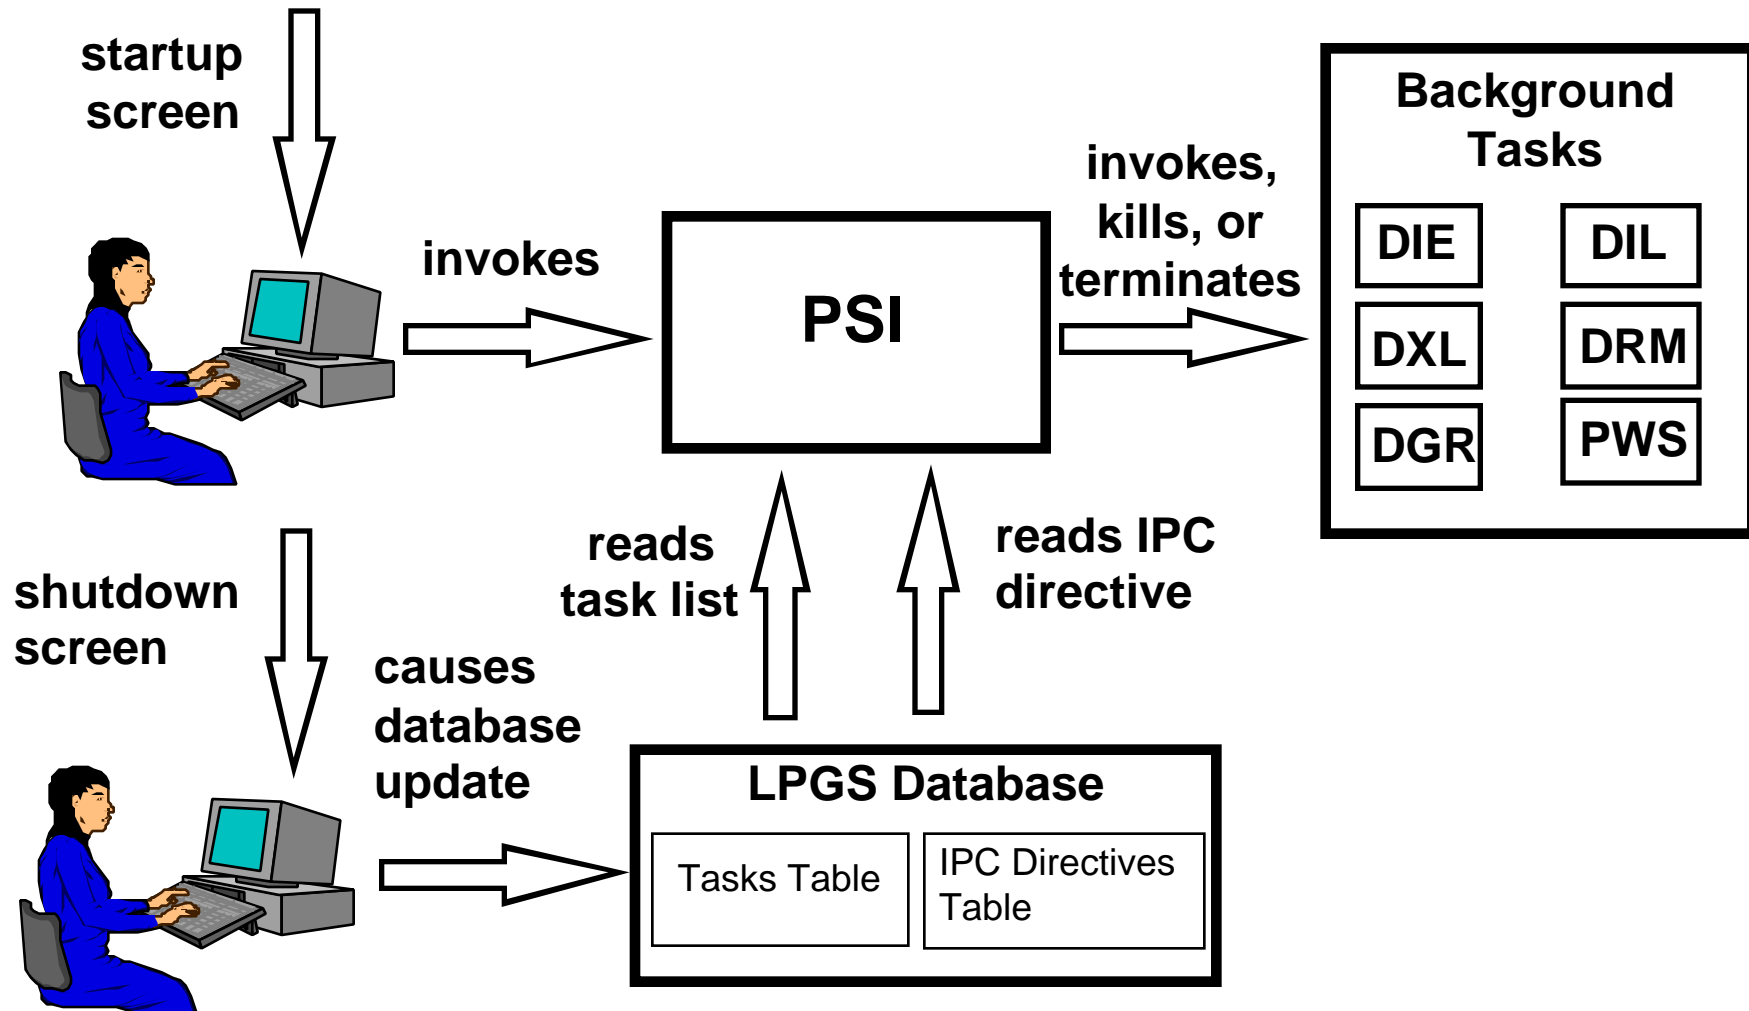 startup
screen
invokes
PSI
invokes,
kills, or
terminates
Background
Tasks
DIE
DIL
DXL
DRM
DGR
PWS
shutdown
screen
causes
database
update
reads
task list
reads IPC
directive
LPGS Database
Tasks Table
IPC Directives
Table